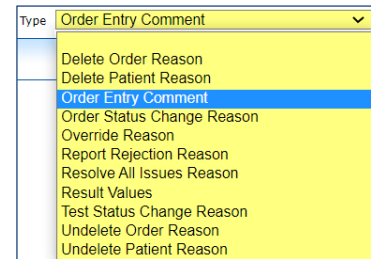 Type Order Entry Comment
Delete Order Reason
Delete Patient Reason
Order Entry Comment
Order Status Change Reason
Override Reason
Report Rejection Reason
Resolve All Issues Reason
Result Values
Test Status Change Reason
Undelete Order Reason
Undelete Patient Reason